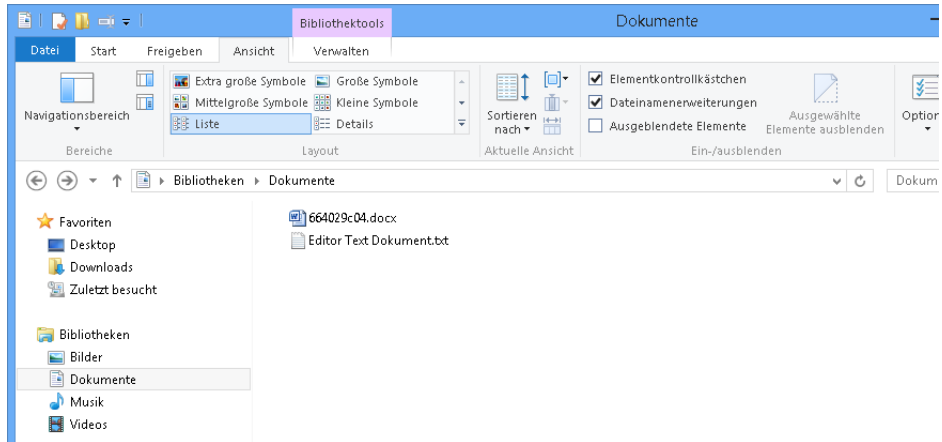 Bibliothektools
Dokumente
Datei Start Freigeben Ansicht Verwalten
Navigationsbereich
Extra große Symbole Große Symbole
Mittelgroße Symbole Kleine Symbole
Liste Details
Sortieren nach
Elementkontrollkästchen
Dateinamenerweiterungen
Ausgeblendete Elemente
Ausgewählte
Elemente ausblenden
Option
Bereiche Layout Aktuelle Ansicht Ein-/ausblenden
Bibliotheken Dokumente Dokum
Favoriten
Desktop
Downloads
Zuletzt besucht
Bibliotheken
Bilder
Dokumente
Musik
Videos
664029c04.docx
Editor Text Dokument.txt